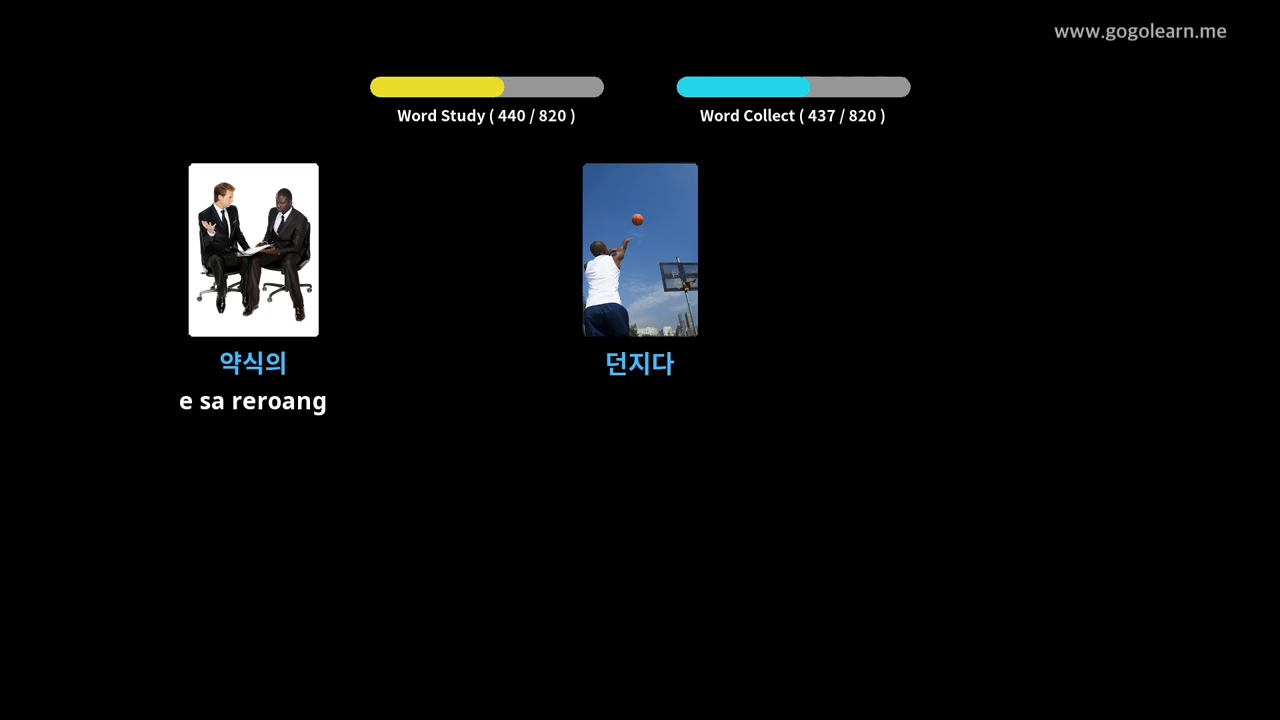 www.gogolearn.me
Word Study ( 440 / 820 )
Word Collect ( 437 / 820 )
약식의
던지다
e sa reroang